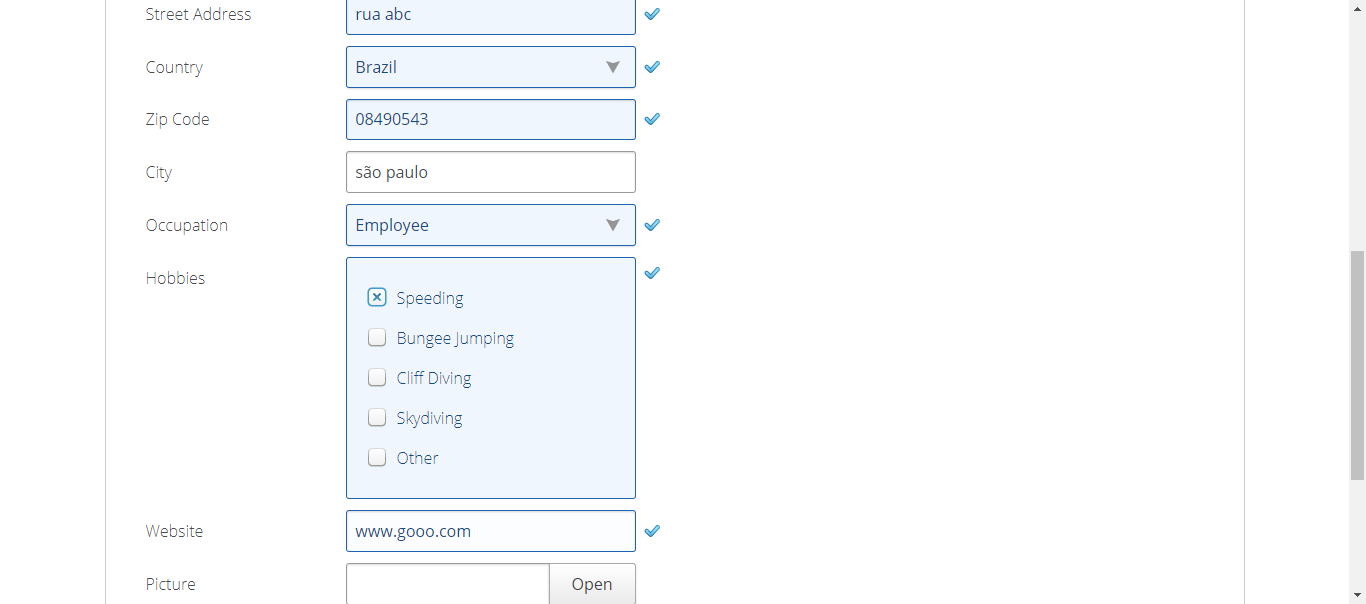 Street Address rua abc
Country Brazil
Zip Code 08490543
City são paulo
Occupation Employee
Hobbies
Speeding
Bungee Jumping
Cliff Diving
Skydiving
Other
Website www.gooo.com
Picture Open